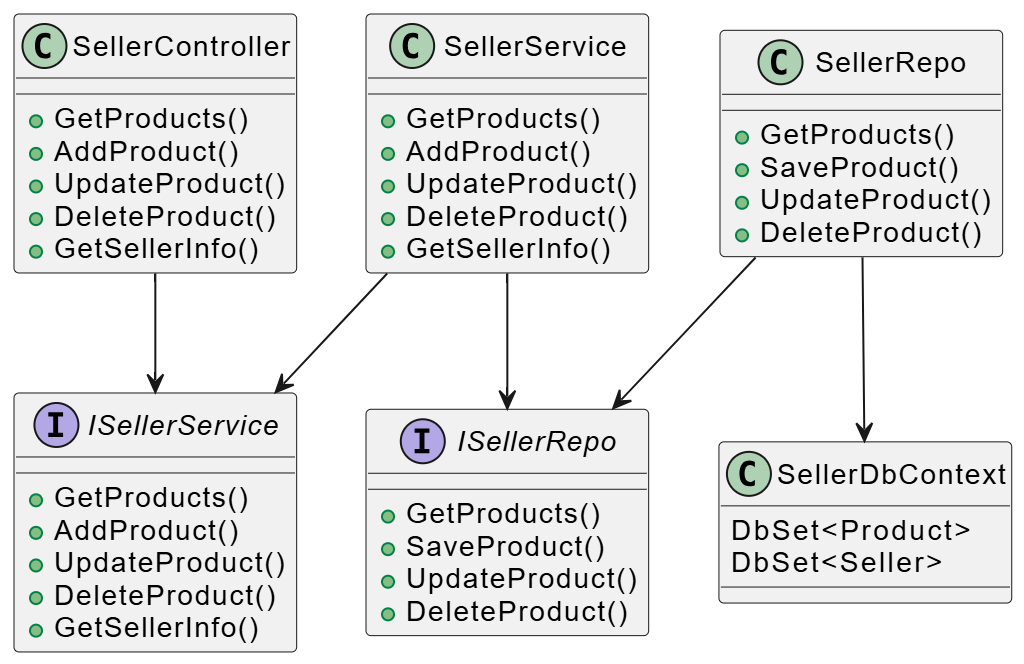 C SellerController
GetProducts()
AddProduct()
UpdateProduct()
DeleteProduct()
GetSellerInfo()
C SellerService
GetProducts()
AddProduct()
UpdateProduct()
DeleteProduct()
GetSellerInfo()
C SellerRepo
GetProducts()
SaveProduct()
UpdateProduct()
DeleteProduct()
I ISellerService
GetProducts()
AddProduct()
UpdateProduct()
DeleteProduct()
GetSellerInfo()
I ISellerRepo
GetProducts()
SaveProduct()
UpdateProduct()
DeleteProduct()
C SellerDbContext
DbSet<Product>
DbSet<Seller>